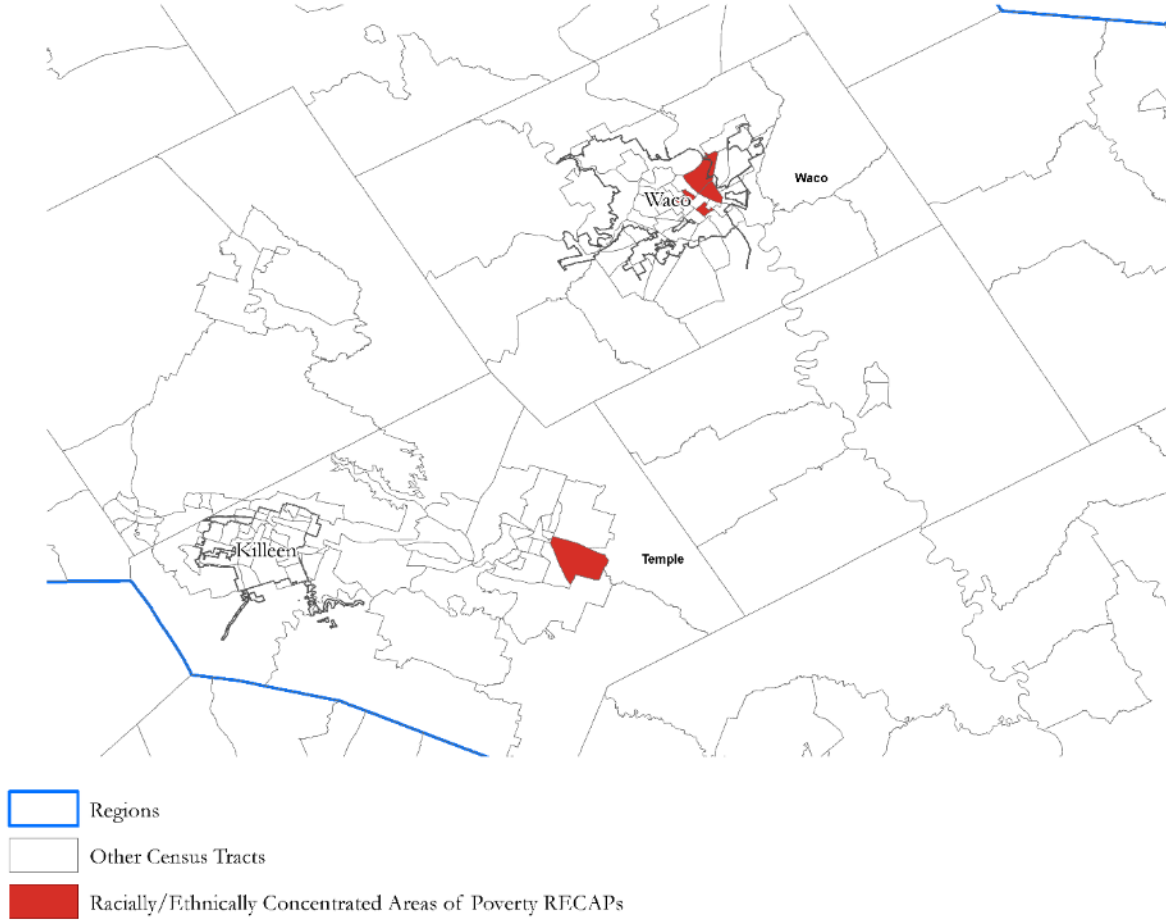 Waco
Waco
Killeen
Temple
Regions
Other Census Tracts
Racially/Ethnically Concentrated Areas of Poverty RECAPs